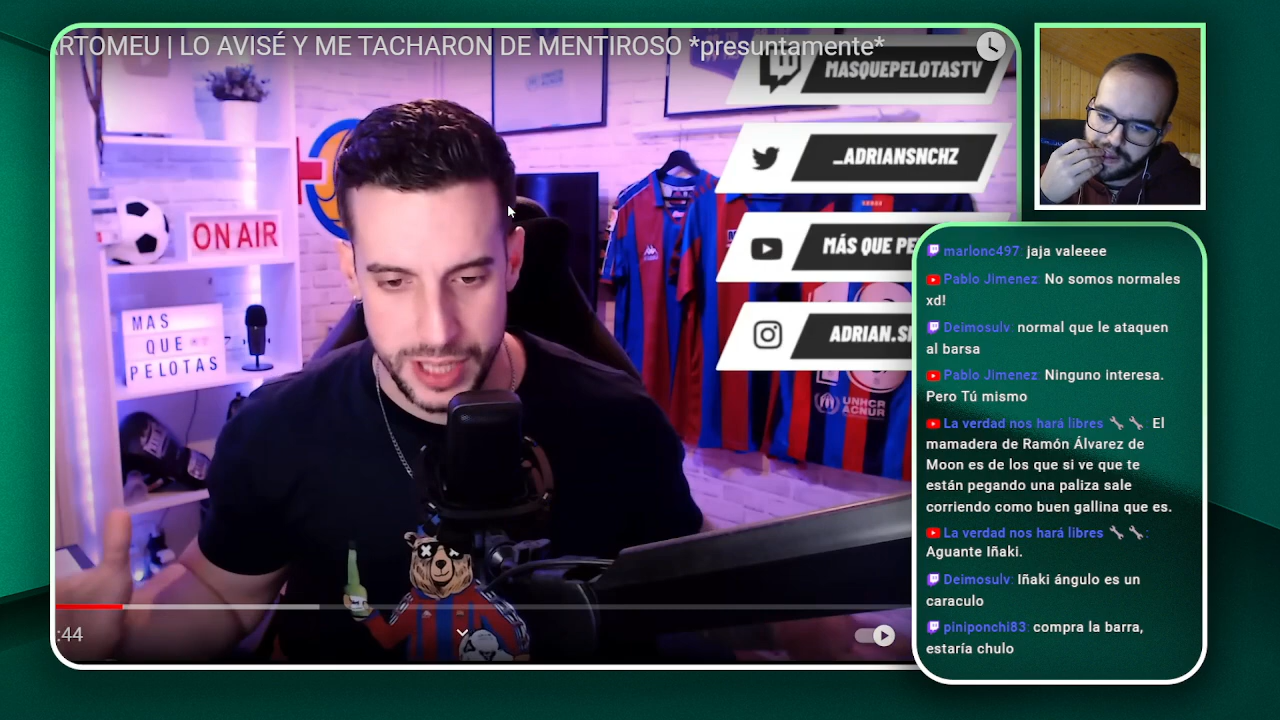 RTOMEU | LO AVISÉ Y ME TACHARON DE MENTIROSO *presuntamente*
MASQUEPELOTASTV
_ADRIANSNCHZ
MÁS QUE PE
ADRIAN.S
ON AIR
MAS
QUE
PELOTAS
UNHCR
ACNUR
:44
marlonc497: jaja valeeee
Pablo Jimenez: No somos normales
xd!
Deimosulv: normal que le ataquen
al barsa
Pablo Jimenez: Ninguno interesa.
Pero Tú mismo
La verdad nos hará libres 🔧 🔧: El
mamadera de Ramón Álvarez de
Moon es de los que si ve que te
están pegando una paliza sale
corriendo como buen gallina que es.
La verdad nos hará libres 🔧 🔧:
Aguante Iñaki.
Deimosulv: Iñaki ángulo es un
caraculo
piniponchi83: compra la barra,
estaría chulo